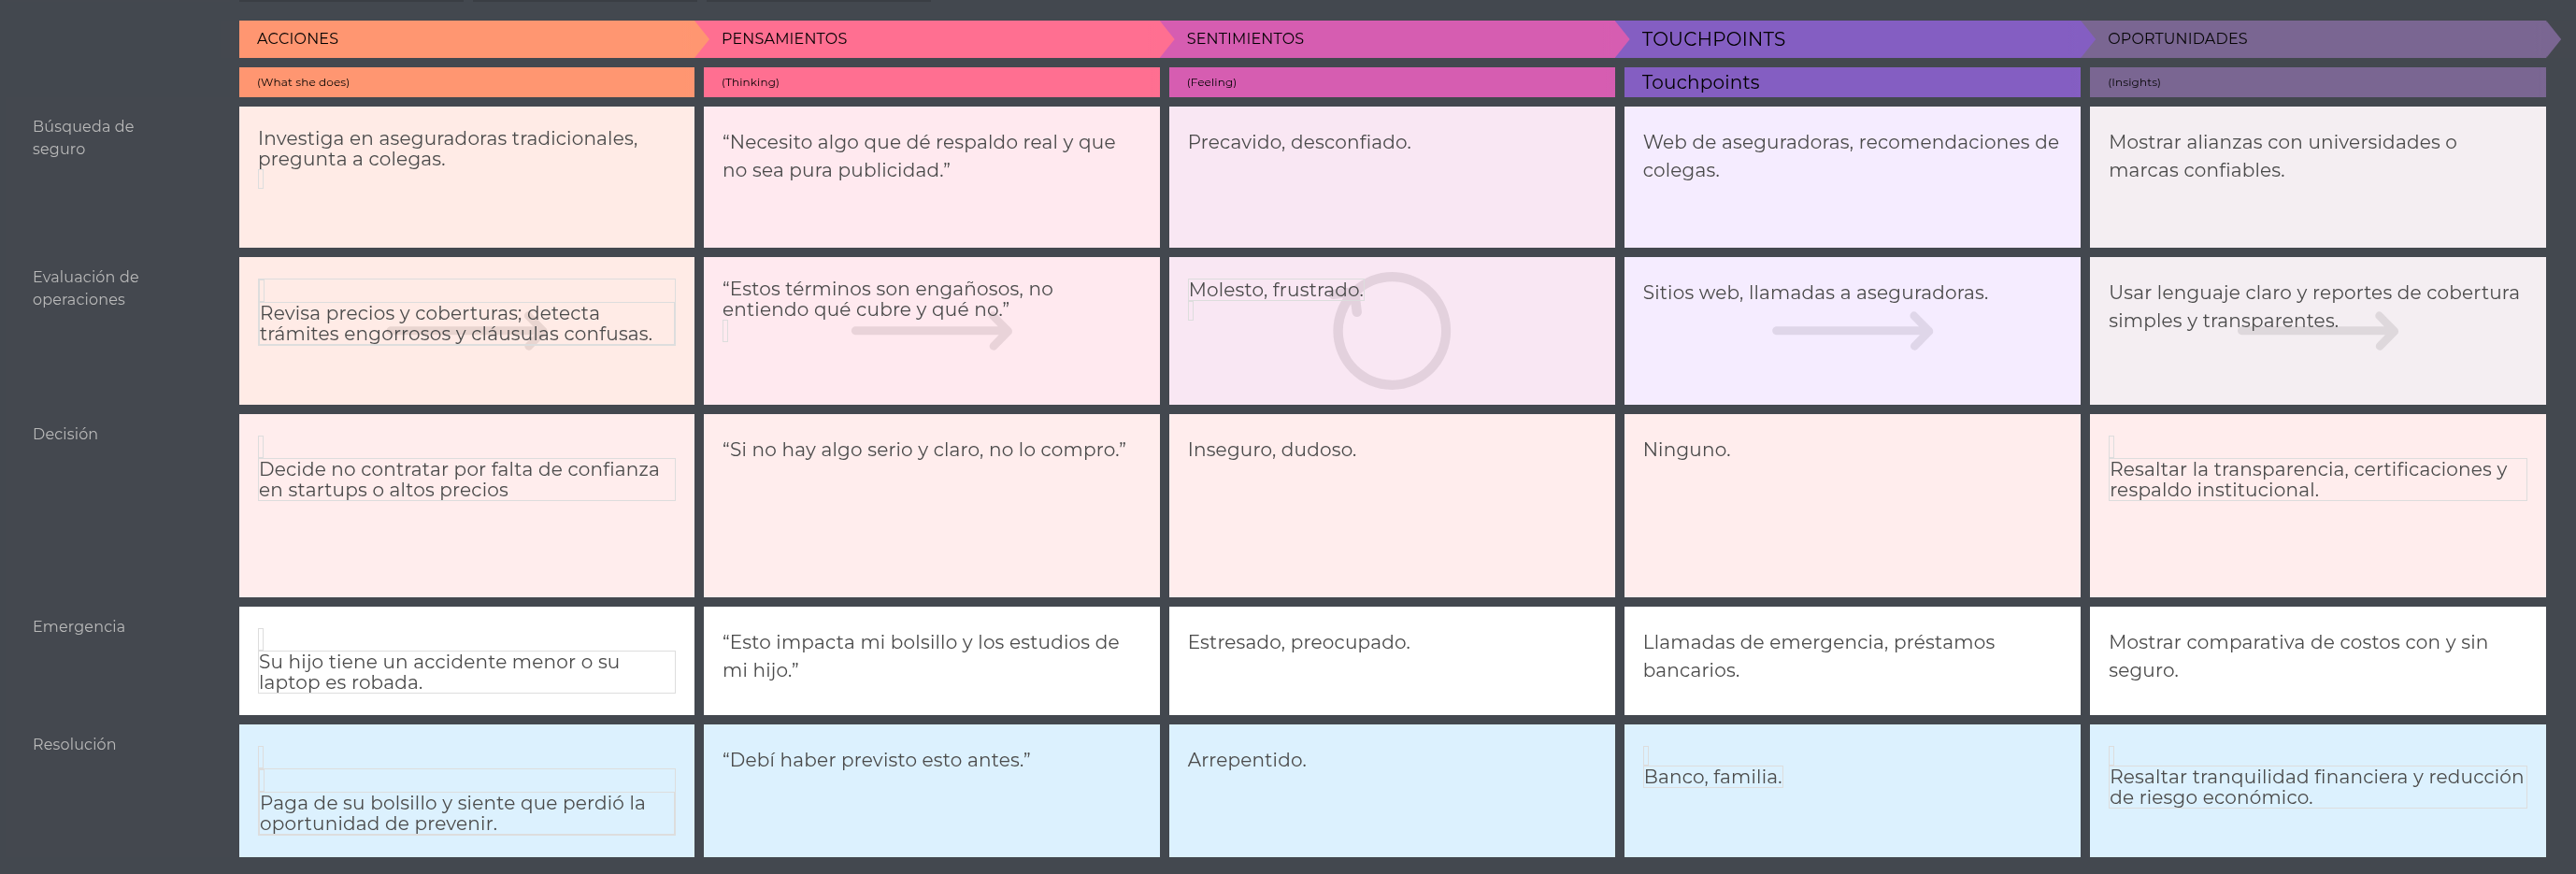 ACCIONES
PENSAMIENTOS
SENTIMIENTOS
TOUCHPOINTS
OPORTUNIDADES
(What she does)
(Thinking)
(Feeling)
Touchpoints
(Insights)
Búsqueda de
seguro
Investiga en aseguradoras tradicionales,
pregunta a colegas.
“Necesito algo que dé respaldo real y que
no sea pura publicidad.”
Precavido, desconfiado.
Web de aseguradoras, recomendaciones de
colegas.
Mostrar alianzas con universidades o
marcas confiables.
Evaluación de
operaciones
Revisa precios y coberturas; detecta
trámites engorrosos y cláusulas confusas.
“Estos términos son engañosos, no
entiendo qué cubre y qué no.”
Molesto, frustrado.
Sitios web, llamadas a aseguradoras.
Usar lenguaje claro y reportes de cobertura
simples y transparentes.
Decisión
Decide no contratar por falta de confianza
en startups o altos precios
“Si no hay algo serio y claro, no lo compro.”
Inseguro, dudoso.
Ninguno.
Resaltar la transparencia, certificaciones y
respaldo institucional.
Emergencia
Su hijo tiene un accidente menor o su
laptop es robada.
“Esto impacta mi bolsillo y los estudios de
mi hijo.”
Estresado, preocupado.
Llamadas de emergencia, préstamos
bancarios.
Mostrar comparativa de costos con y sin
seguro.
Resolución
Paga de su bolsillo y siente que perdió la
oportunidad de prevenir.
“Debí haber previsto esto antes.”
Arrepentido.
Banco, familia.
Resaltar tranquilidad financiera y reducción
de riesgo económico.